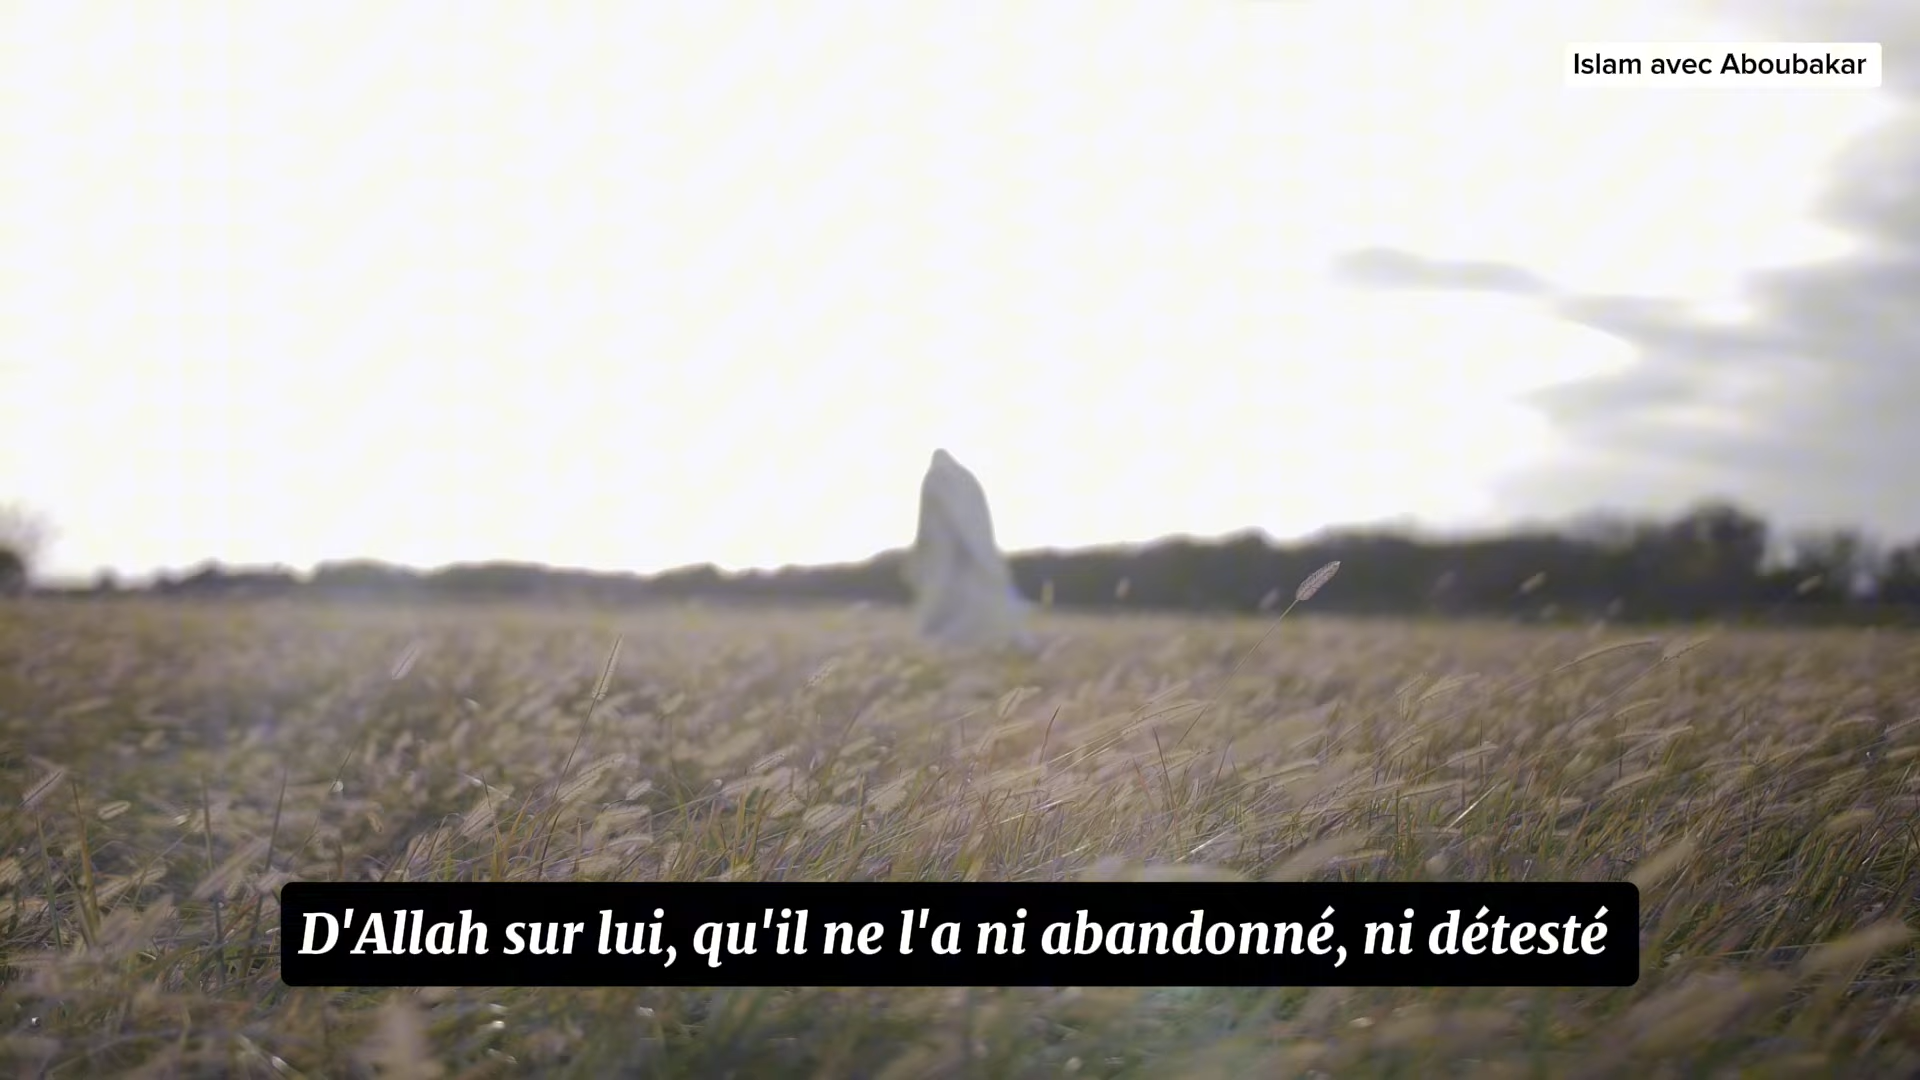 Islam avec Aboubakar
D'Allah sur lui, qu'il ne l'a ni abandonné, ni détesté